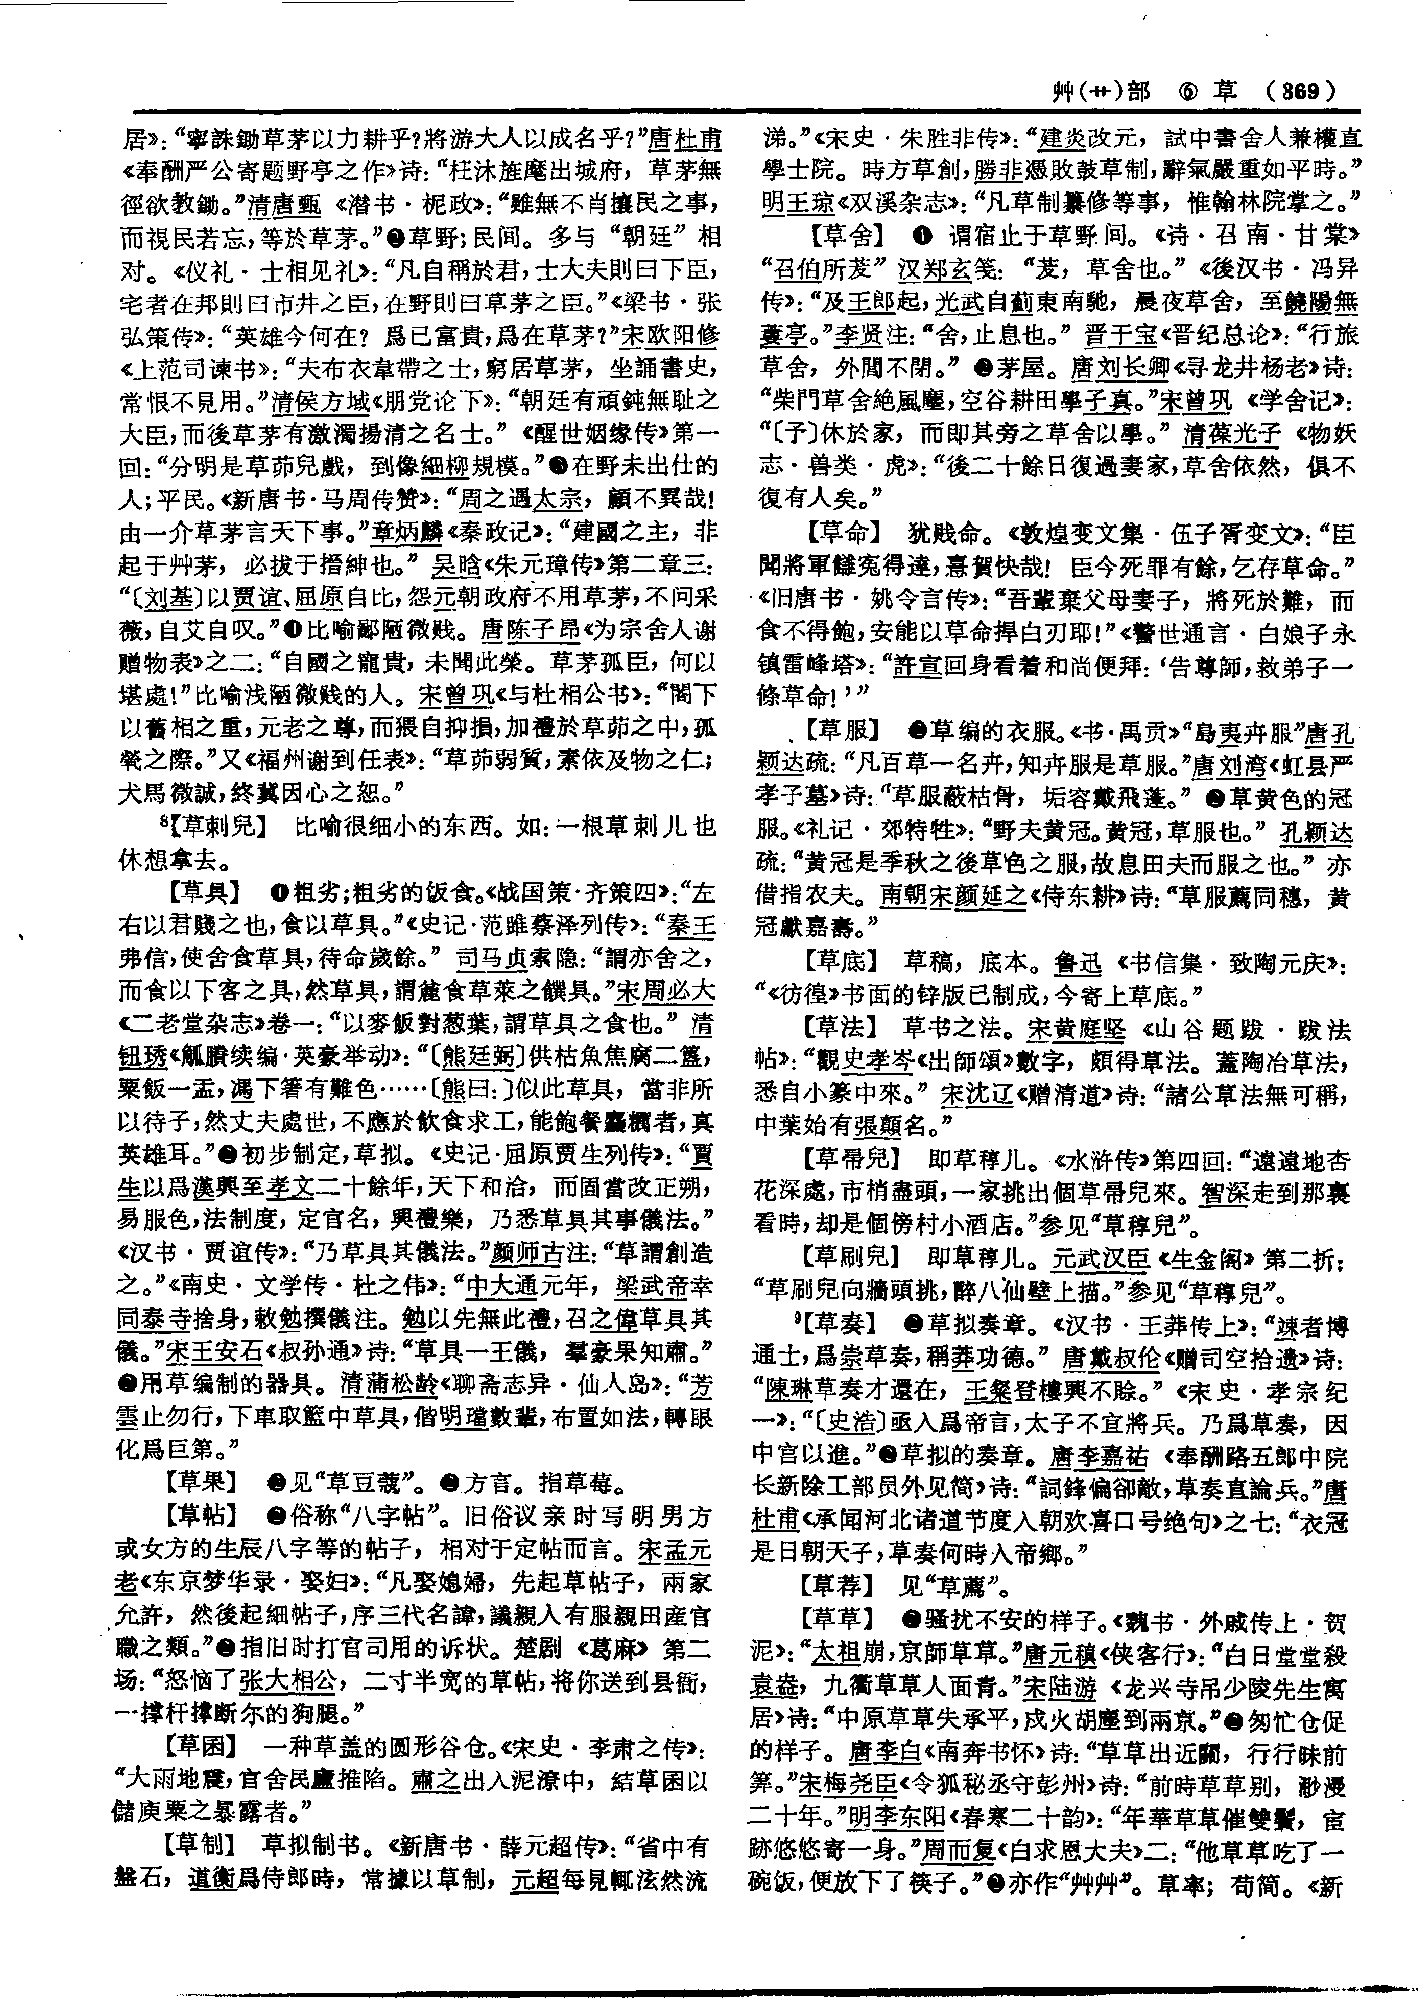 艸(艹)部 ⑥ 草 (369)
居》：“寧誅鋤草茅以力耕乎？將游大人以成名乎？”唐杜甫
《奉酬严公寄题野亭之作》诗：“枉沐旌麾出城府，草茅無
徑欲教鋤。”清唐甄《潜书·柅政》：“雖無不肖攘民之事，
而視民若忘，等於草茅。”❷草野；民间。多与“朝廷”相
对。《仪礼·士相见礼》：“凡自稱於君，士大夫則曰下臣，
宅者在邦則曰市井之臣，在野則曰草茅之臣。”《梁书·张
弘策传》：“英雄今何在？爲已富貴，爲在草茅？”宋欧阳修
《上范司谏书》：“夫布衣韋帶之士，窮居草茅，坐誦書史，
常恨不見用。”清侯方域《朋党论下》：“朝廷有頑鈍無耻之
大臣，而後草茅有激濁揚清之名士。”《醒世姻缘传》第一
回：“分明是草茆兒戲，到像細柳規模。”❸在野未出仕的
人；平民。《新唐书·马周传赞》：“周之遇太宗，顧不異哉！
由一介草茅言天下事。”章炳麟《秦政记》：“建國之主，非
起于艸茅，必拔于搢紳也。”吴晗《朱元璋传》第二章三：
“〔刘基〕以贾谊、屈原自比，怨元朝政府不用草茅，不问采
薇，自艾自叹。”❹比喻鄙陋微贱。唐陈子昂《为宗舍人谢
赠物表》之二：“自國之寵貴，未聞此榮。草茅孤臣，何以
堪處！”比喻浅陋微贱的人。宋曾巩《与杜相公书》：“閣下
以舊相之重，元老之尊，而猥自抑損，加禮於草茆之中，孤
煢之際。”又《福州谢到任表》：“草茆弱質，素依及物之仁；
犬馬微誠，終冀因心之恕。”
⁸【草刺兒】 比喻很细小的东西。如：一根草刺儿也
休想拿去。
【草具】 ❶粗劣；粗劣的饭食。《战国策·齐策四》：“左
右以君賤之也，食以草具。”《史记·范雎蔡泽列传》：“秦王
弗信，使舍食草具，待命歲餘。”司马贞索隐：“謂亦舍之，
而食以下客之具，然草具，謂麄食草萊之饌具。”宋周必大
《二老堂杂志》卷一：“以麥飯對葱葉，謂草具之食也。”清
钮琇《觚賸续编·英豪举动》：“〔熊廷弼〕供枯魚焦腐二簋，
粟飯一盂，馮下箸有難色……〔熊曰：〕似此草具，當非所
以待子，然丈夫處世，不應於飲食求工，能飽餐麤糲者，真
英雄耳。”❷初步制定，草拟。《史记·屈原贾生列传》：“賈
生以爲漢興至孝文二十餘年，天下和洽，而固當改正朔，
易服色，法制度，定官名，興禮樂，乃悉草具其事儀法。”
《汉书·贾谊传》：“乃草具其儀法。”颜师古注：“草謂創造
之。”《南史·文学传·杜之伟》：“中大通元年，梁武帝幸
同泰寺捨身，敕勉撰儀注。勉以先無此禮，召之偉草具其
儀。”宋王安石《叔孙通》诗：“草具一王儀，羣豪果知肅。”
❸用草编制的器具。清蒲松龄《聊斋志异·仙人岛》：“芳
雲止勿行，下車取籃中草具，偕明璫數輩，布置如法，轉眼
化爲巨第。”
【草果】 ❶见“草豆蔻”。❷方言。指草莓。
【草帖】 ❶俗称“八字帖”。旧俗议亲时写明男方
或女方的生辰八字等的帖子，相对于定帖而言。宋孟元
老《东京梦华录·娶妇》：“凡娶媳婦，先起草帖子，兩家
允許，然後起細帖子，序三代名諱，議親人有服親田産官
職之類。”❷指旧时打官司用的诉状。楚剧《葛麻》第二
场：“怒恼了张大相公，二寸半宽的草帖，将你送到县衙，
一撑杆撑断尔的狗腿。”
【草囷】 一种草盖的圆形谷仓。《宋史·李肃之传》：
“大雨地震，官舍民廬摧陷。肅之出入泥潦中，結草囷以
儲庾粟之暴露者。”
【草制】 草拟制书。《新唐书·薛元超传》：“省中有
盤石，道衡爲侍郎時，常據以草制，元超每見輒泫然流
涕。”《宋史·朱胜非传》：“建炎改元，試中書舍人兼權直
學士院。時方草創，勝非憑敗鼓草制，辭氣嚴重如平時。”
明王琼《双溪杂志》：“凡草制纂修等事，惟翰林院掌之。”
【草舍】 ❶ 谓宿止于草野间。《诗·召南·甘棠》
“召伯所茇”汉郑玄笺：“茇，草舍也。”《後汉书·冯异
传》：“及王郎起，光武自薊東南馳，晨夜草舍，至饒陽無
蔞亭。”李贤注：“舍，止息也。”晋于宝《晋纪总论》：“行旅
草舍，外閭不閉。”❷茅屋。唐刘长卿《寻龙井杨老》诗：
“柴門草舍絶風塵，空谷耕田學子真。”宋曾巩《学舍记》：
“〔予〕休於家，而即其旁之草舍以學。”清葆光子《物妖
志·兽类·虎》：“後二十餘日復過妻家，草舍依然，俱不
復有人矣。”
【草命】 犹贱命。《敦煌变文集·伍子胥变文》：“臣
聞將軍讎冤得達，憙賀快哉！臣今死罪有餘，乞存草命。”
《旧唐书·姚令言传》：“吾輩棄父母妻子，將死於難，而
食不得飽，安能以草命捍白刃耶！”《警世通言·白娘子永
镇雷峰塔》：“許宣回身看着和尚便拜：‘告尊師，救弟子一
條草命！’”
【草服】 ❶草编的衣服。《书·禹贡》“島夷卉服”唐孔
颖达疏：“凡百草一名卉，知卉服是草服。”唐刘湾《虹县严
孝子墓》诗：“草服蔽枯骨，垢容戴飛蓬。”❷草黄色的冠
服。《礼记·郊特牲》：“野夫黄冠。黄冠，草服也。”孔颖达
疏：“黄冠是季秋之後草色之服，故息田夫而服之也。”亦
借指农夫。南朝宋颜延之《侍东耕》诗：“草服薦同穗，黄
冠獻嘉壽。”
【草底】 草稿，底本。鲁迅《书信集·致陶元庆》：
“《彷徨》书面的锌版已制成，今寄上草底。”
【草法】 草书之法。宋黄庭坚《山谷题跋·跋法
帖》：“觀史孝岑《出師頌》數字，頗得草法。蓋陶冶草法，
悉自小篆中來。”宋沈辽《赠清道》诗：“諸公草法無可稱，
中葉始有張顛名。”
【草帚兒】 即草稕儿。《水浒传》第四回：“遠遠地杏
花深處，市梢盡頭，一家挑出個草帚兒來。智深走到那裏
看時，却是個傍村小酒店。”参见“草稕兒”。
【草刷兒】 即草稕儿。元武汉臣《生金阁》第二折：
“草刷兒向牆頭挑，醉八仙壁上描。”参见“草稕兒”。
⁹【草奏】 ❶草拟奏章。《汉书·王莽传上》：“竦者博
通士，爲崇草奏，稱莽功德。”唐戴叔伦《赠司空拾遗》诗：
“陳琳草奏才還在，王粲登樓興不賒。”《宋史·孝宗纪
一》：“〔史浩〕亟入爲帝言，太子不宜將兵。乃爲草奏，因
中宫以進。”❷草拟的奏章。唐李嘉祐《奉酬路五郎中院
长新除工部员外见简》诗：“詞鋒偏卻敵，草奏直論兵。”唐
杜甫《承闻河北诸道节度入朝欢喜口号绝句》之七：“衣冠
是日朝天子，草奏何時入帝鄉。”
【草荐】 见“草薦”。
【草草】 ❶骚扰不安的样子。《魏书·外戚传上·贺
泥》：“太祖崩，京師草草。”唐元稹《侠客行》：“白日堂堂殺
袁盎，九衢草草人面青。”宋陆游《龙兴寺吊少陵先生寓
居》诗：“中原草草失承平，戍火胡塵到兩京。”❷匆忙仓促
的样子。唐李白《南奔书怀》诗：“草草出近關，行行昧前
筭。”宋梅尧臣《令狐秘丞守彭州》诗：“前時草草别，渺漫
二十年。”明李东阳《春寒二十韵》：“年華草草催雙鬢，宦
跡悠悠寄一身。”周而复《白求恩大夫》二：“他草草吃了一
碗饭，便放下了筷子。”❸亦作“艸艸”。草率；苟简。《新